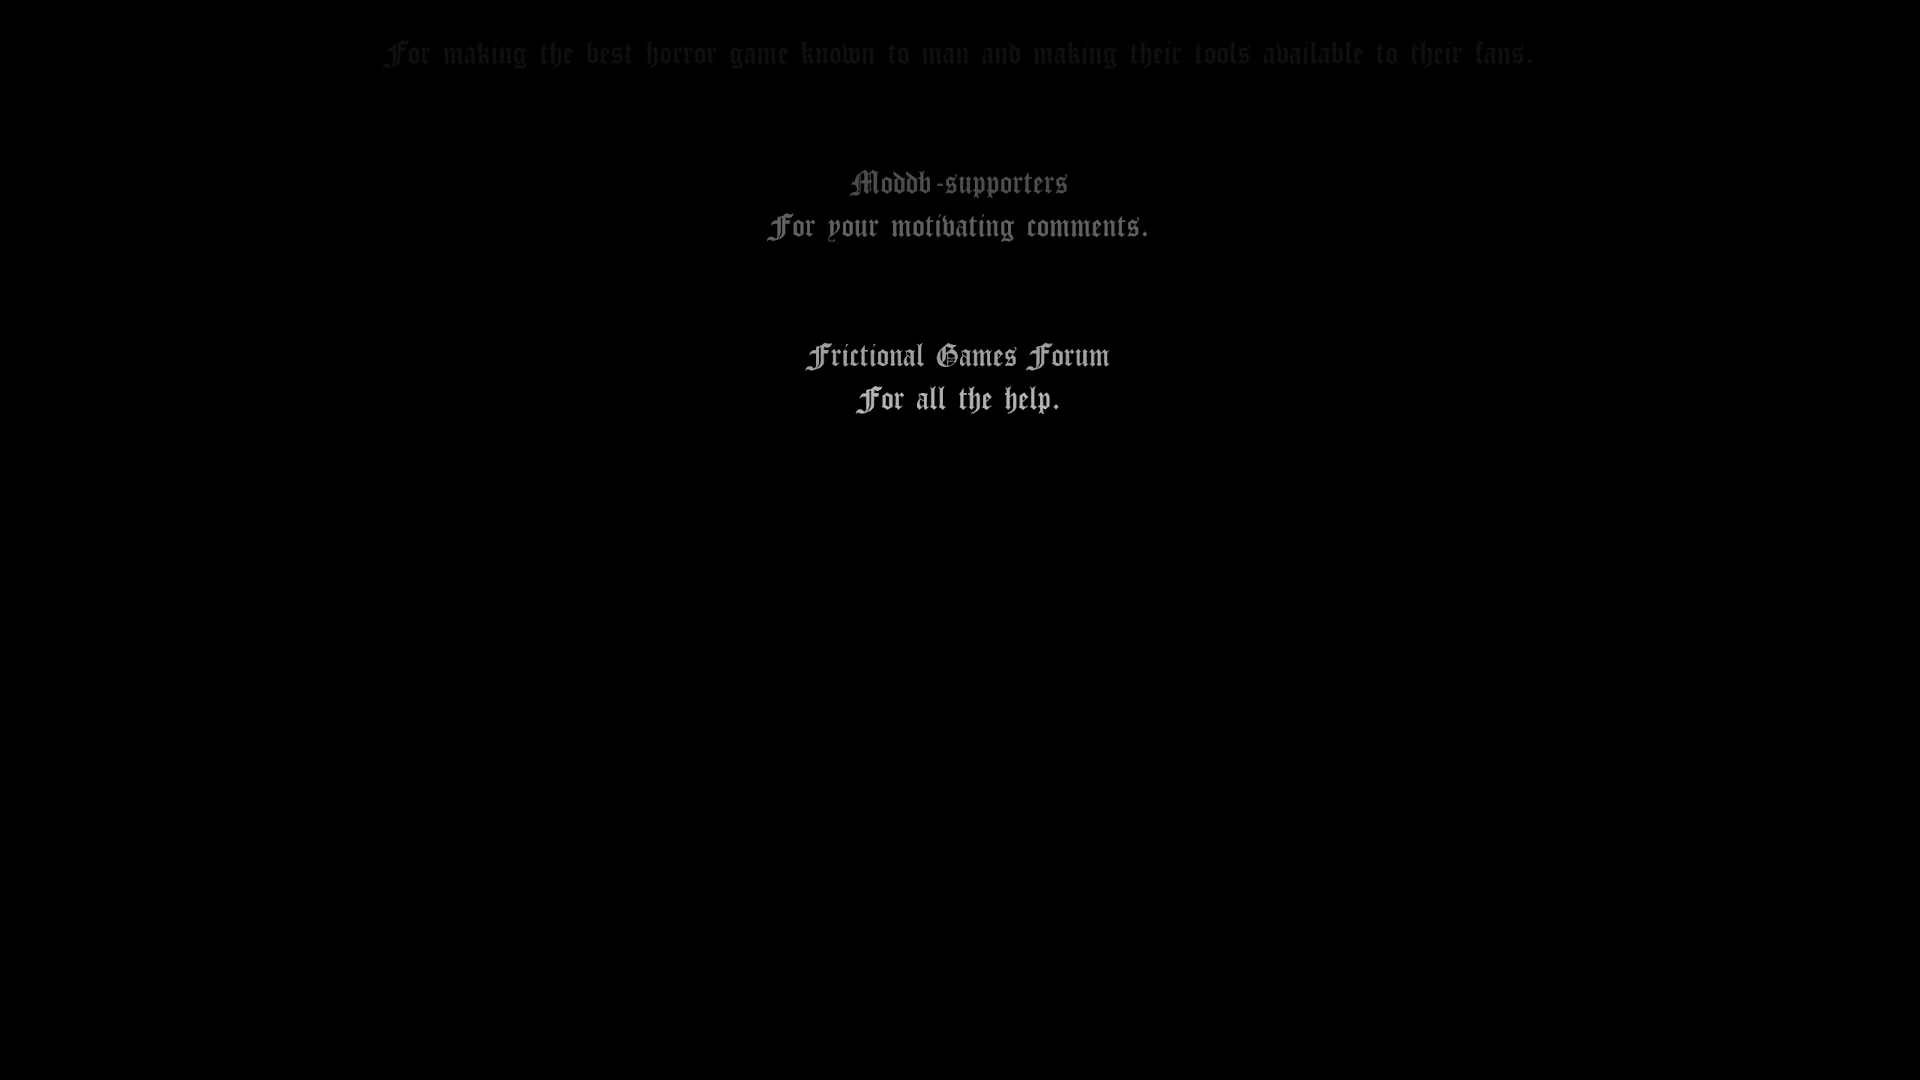 For making the best horror game known to man and making their tools available to their fans.
Moddb-supporters
For your motivating comments.
Frictional Games Forum
For all the help.